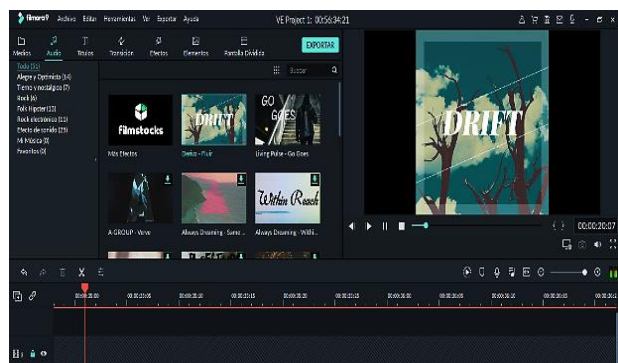 filmora9 Archivo Editar Herramientas Ver Exportar Ayuda VE Project 1: 00:56:34:21
Medios Audio Títulos Transición Efectos Elementos Pantalla Dividida EXPORTAR
Buscar
Todo (51)
Alegre y Optimista (14)
Tierno y nostálgico (7)
Rock (6)
Folk Hipster (13)
Rock electrónico (11)
Efecto de sonido (25)
Mi Música (0)
Favoritos (0)
Filmstocks
DRIFT
GO GOES
Más Efectos
Derius - Fluir
Living Pulse - Go Goes
Within Reach
A-GROUP - Verve
Always Dreaming - Same ...
Always Dreaming - Withi...
DRIFT
00:00:20:07